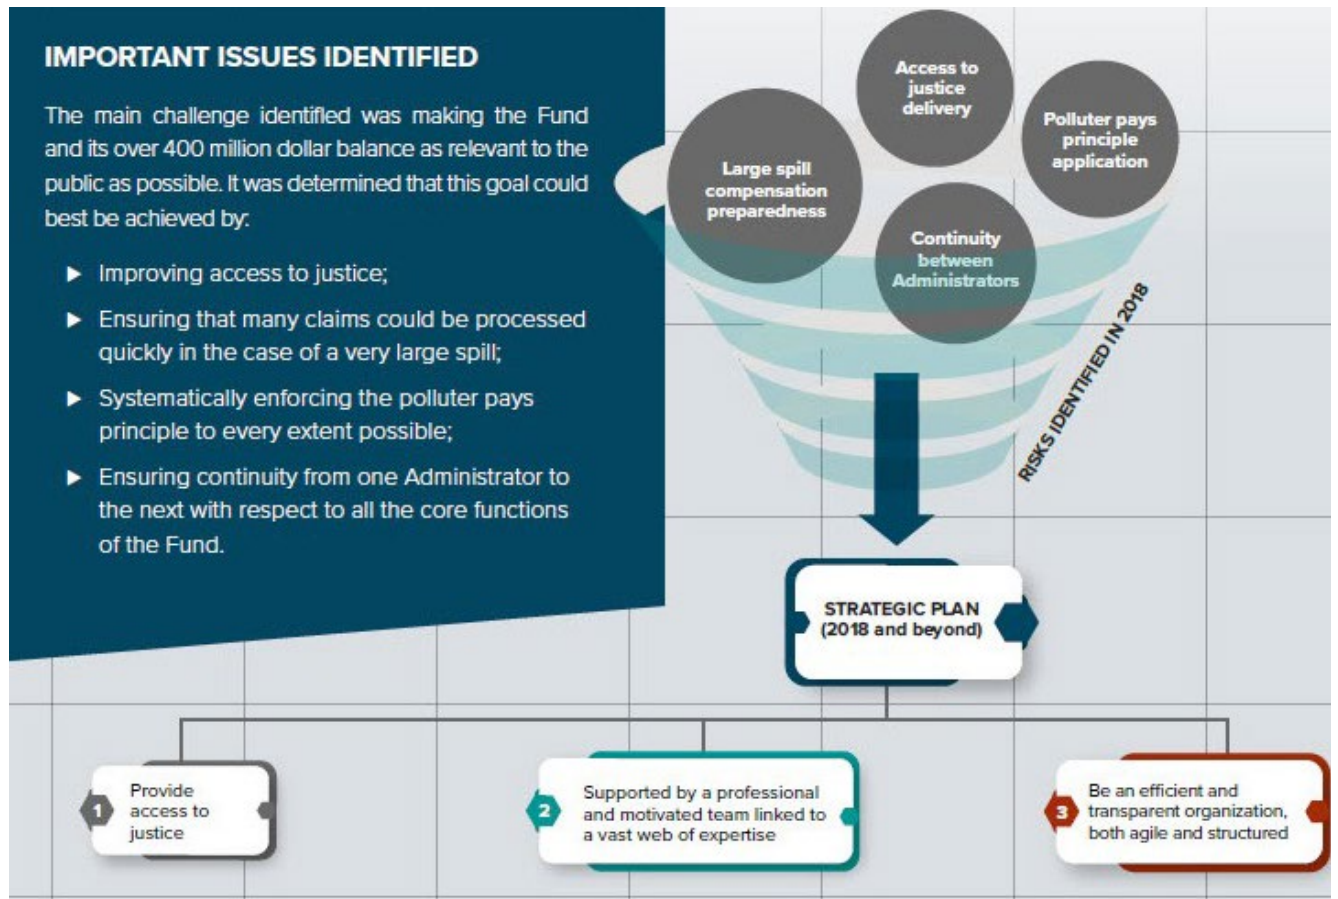 IMPORTANT ISSUES IDENTIFIED
The main challenge identified was making the Fund
and its over 400 million dollar balance as relevant to the
public as possible. It was determined that this goal could
best be achieved by:
▶ Improving access to justice;
▶ Ensuring that many claims could be processed
quickly in the case of a very large spill;
▶ Systematically enforcing the polluter pays
principle to every extent possible;
▶ Ensuring continuity from one Administrator to
the next with respect to all the core functions
of the Fund.
Access to
justice
delivery
Polluter pays
principle
application
Large spill
compensation
preparedness
Continuity
between
Administrators
RISKS IDENTIFIED IN 2018
STRATEGIC PLAN
(2018 and beyond)
1
Provide
access to
justice
2
Supported by a professional
and motivated team linked to
a vast web of expertise
3
Be an efficient and
transparent organization,
both agile and structured